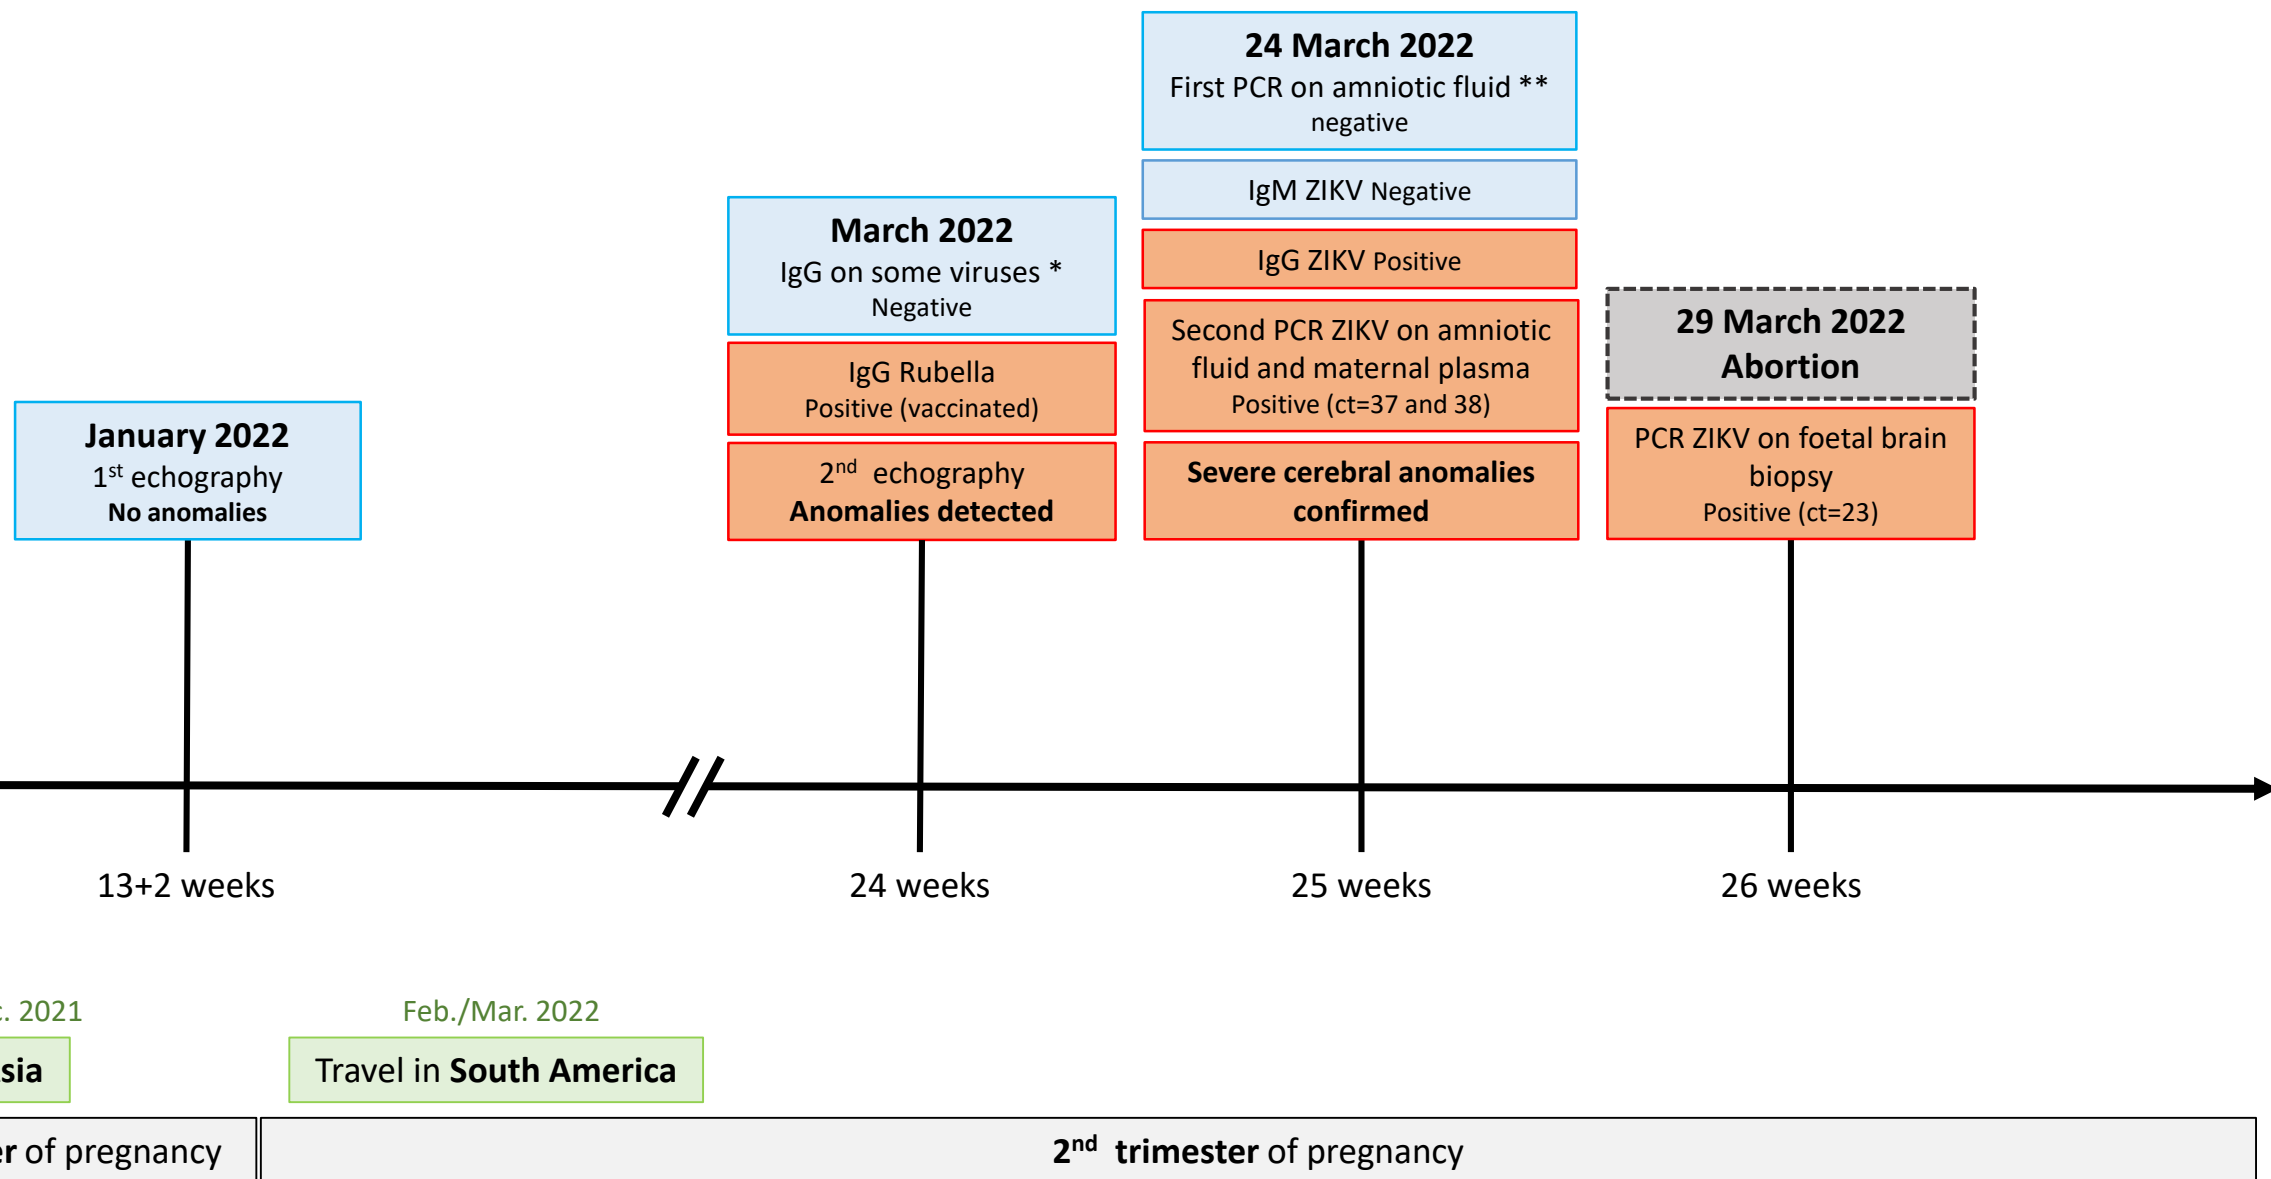 January 2022
1st echography
No anomalies
March 2022
IgG on some viruses *
Negative
IgG Rubella
Positive (vaccinated)
2nd echography
Anomalies detected
24 March 2022
First PCR on amniotic fluid **
negative
IgM ZIKV Negative
IgG ZIKV Positive
Second PCR ZIKV on amniotic
fluid and maternal plasma
Positive (ct=37 and 38)
Severe cerebral anomalies
confirmed
29 March 2022
Abortion
PCR ZIKV on foetal brain
biopsy
Positive (ct=23)
13+2 weeks
24 weeks
25 weeks
26 weeks
c. 2021
sia
Feb./Mar. 2022
Travel in South America
er of pregnancy
2nd trimester of pregnancy